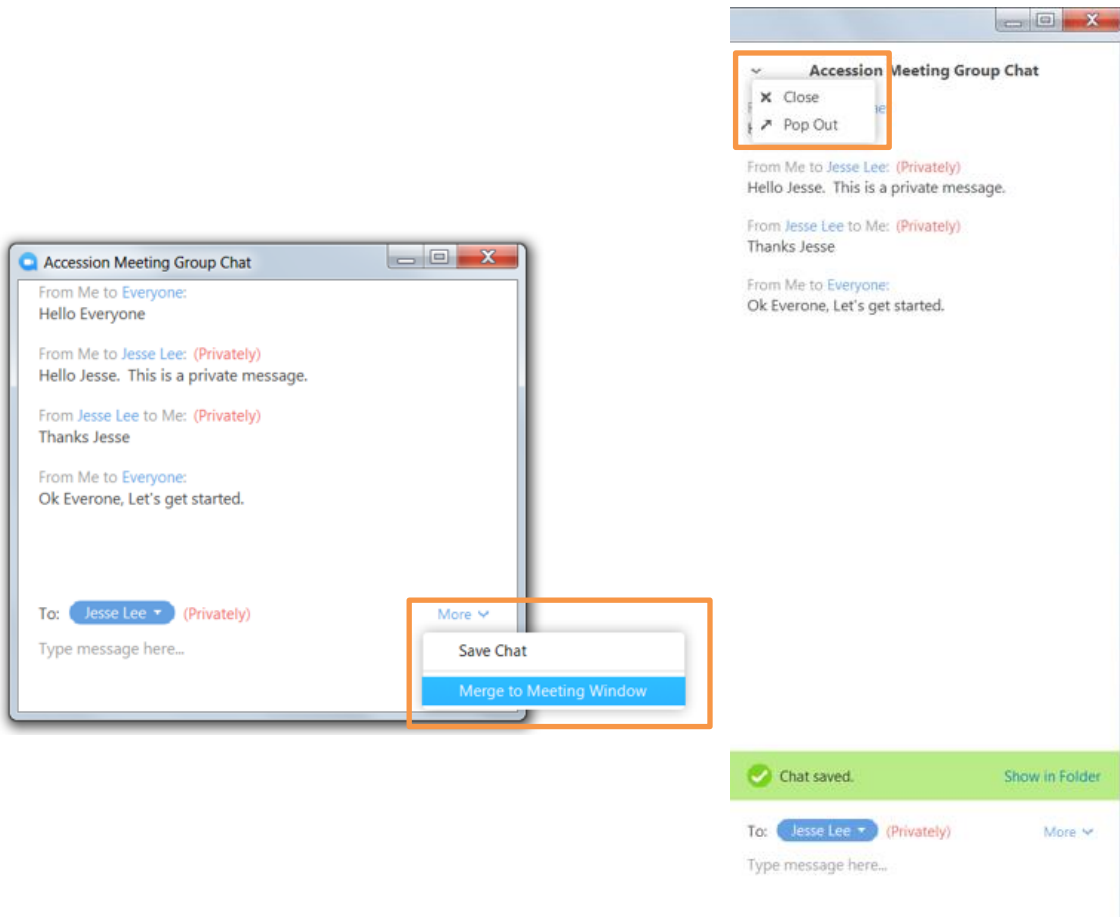 Accession Meeting Group Chat
From Me to Everyone:
Hello Everyone
From Me to Jesse Lee: (Privately)
Hello Jesse. This is a private message.
From Jesse Lee to Me: (Privately)
Thanks Jesse
From Me to Everyone:
Ok Everone, Let's get started.
To: Jesse Lee (Privately)
More
Type message here...
Save Chat
Merge to Meeting Window
Accession Meeting Group Chat
Close
Pop Out
From Me to Jesse Lee: (Privately)
Hello Jesse. This is a private message.
From Jesse Lee to Me: (Privately)
Thanks Jesse
From Me to Everyone:
Ok Everone, Let's get started.
Chat saved. Show in Folder
To: Jesse Lee (Privately) More
Type message here...